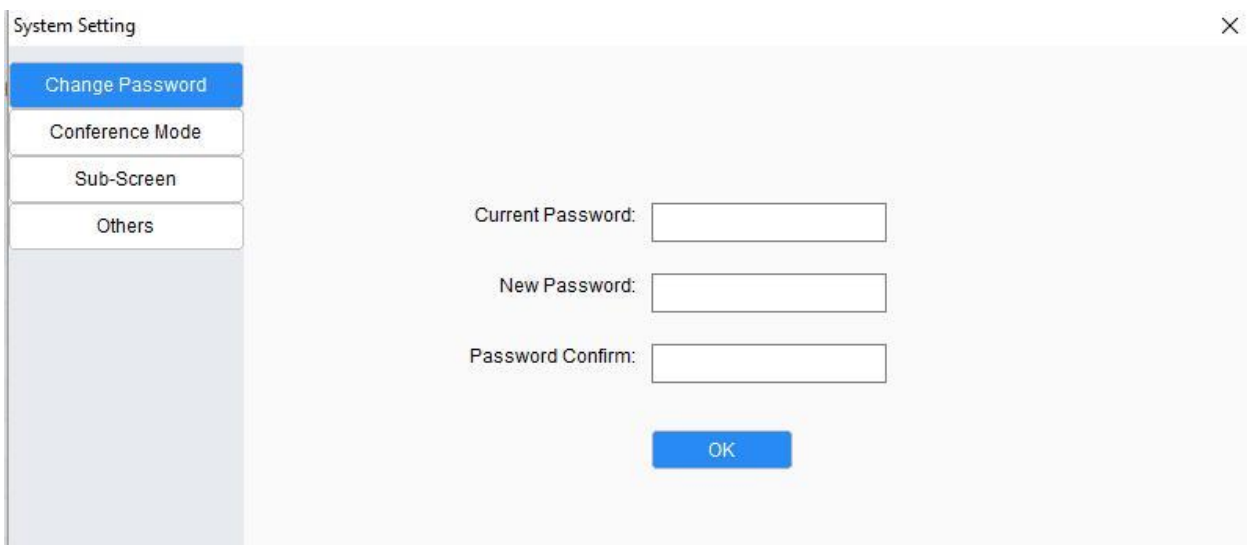 System Setting
Change Password
Conference Mode
Sub-Screen
Others
Current Password:
New Password:
Password Confirm:
OK